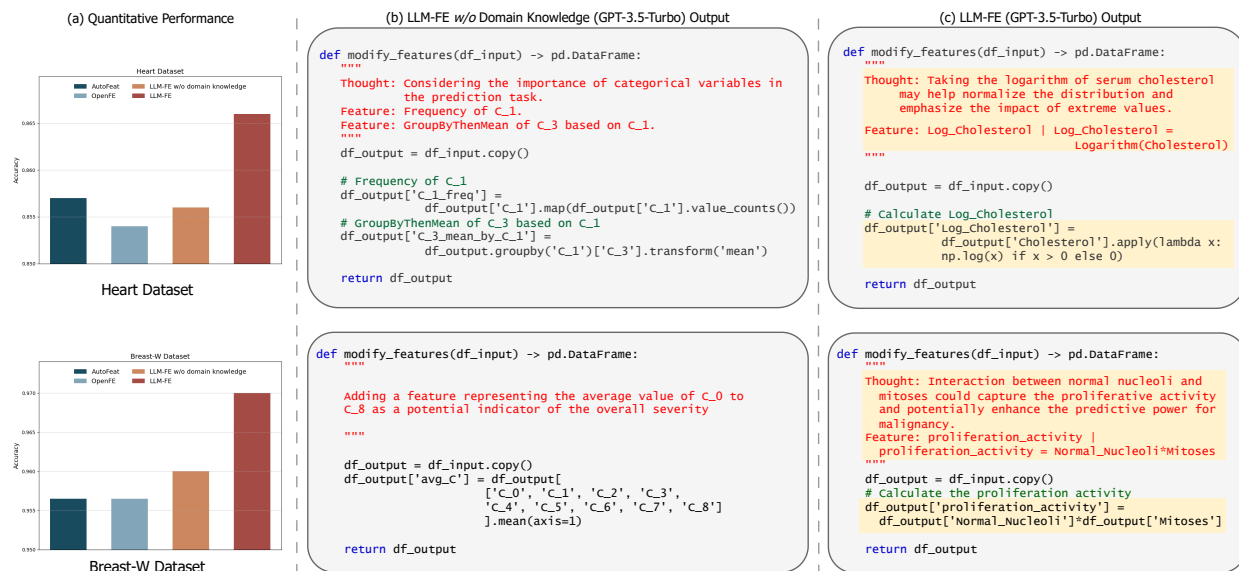 (a) Quantitative Performance
Heart Dataset
AutoFeat
OpenFE
LLM-FE w/o domain knowledge
LLM-FE
Accuracy
0.865
0.860
0.855
0.850
Heart Dataset
Breast-W Dataset
AutoFeat
OpenFE
LLM-FE w/o domain knowledge
LLM-FE
Accuracy
0.970
0.965
0.960
0.955
0.950
Breast-W Dataset
(b) LLM-FE w/o Domain Knowledge (GPT-3.5-Turbo) Output
def modify_features(df_input) -> pd.DataFrame:
"""
Thought: Considering the importance of categorical variables in
the prediction task.
Feature: Frequency of C_1.
Feature: GroupByThenMean of C_3 based on C_1.
"""
df_output = df_input.copy()
# Frequency of C_1
df_output['C_1_freq'] =
df_output['C_1'].map(df_output['C_1'].value_counts())
# GroupByThenMean of C_3 based on C_1
df_output['C_3_mean_by_C_1'] =
df_output.groupby('C_1')['C_3'].transform('mean')
return df_output
def modify_features(df_input) -> pd.DataFrame:
"""
Adding a feature representing the average value of C_0 to
C_8 as a potential indicator of the overall severity
"""
df_output = df_input.copy()
df_output['avg_C'] = df_output[
['C_0', 'C_1', 'C_2', 'C_3',
'C_4', 'C_5', 'C_6', 'C_7', 'C_8']
].mean(axis=1)
return df_output
(c) LLM-FE (GPT-3.5-Turbo) Output
def modify_features(df_input) -> pd.DataFrame:
"""
Thought: Taking the logarithm of serum cholesterol
may help normalize the distribution and
emphasize the impact of extreme values.
Feature: Log_Cholesterol | Log_Cholesterol =
Logarithm(Cholesterol)
"""
df_output = df_input.copy()
# Calculate Log_Cholesterol
df_output['Log_Cholesterol'] =
df_output['Cholesterol'].apply(lambda x:
np.log(x) if x > 0 else 0)
return df_output
def modify_features(df_input) -> pd.DataFrame:
"""
Thought: Interaction between normal nucleoli and
mitoses could capture the proliferative activity
and potentially enhance the predictive power for
malignancy.
Feature: proliferation_activity |
proliferation_activity = Normal_Nucleoli*Mitoses
"""
df_output = df_input.copy()
# Calculate the proliferation activity
df_output['proliferation_activity'] =
df_output['Normal_Nucleoli']*df_output['Mitoses']
return df_output